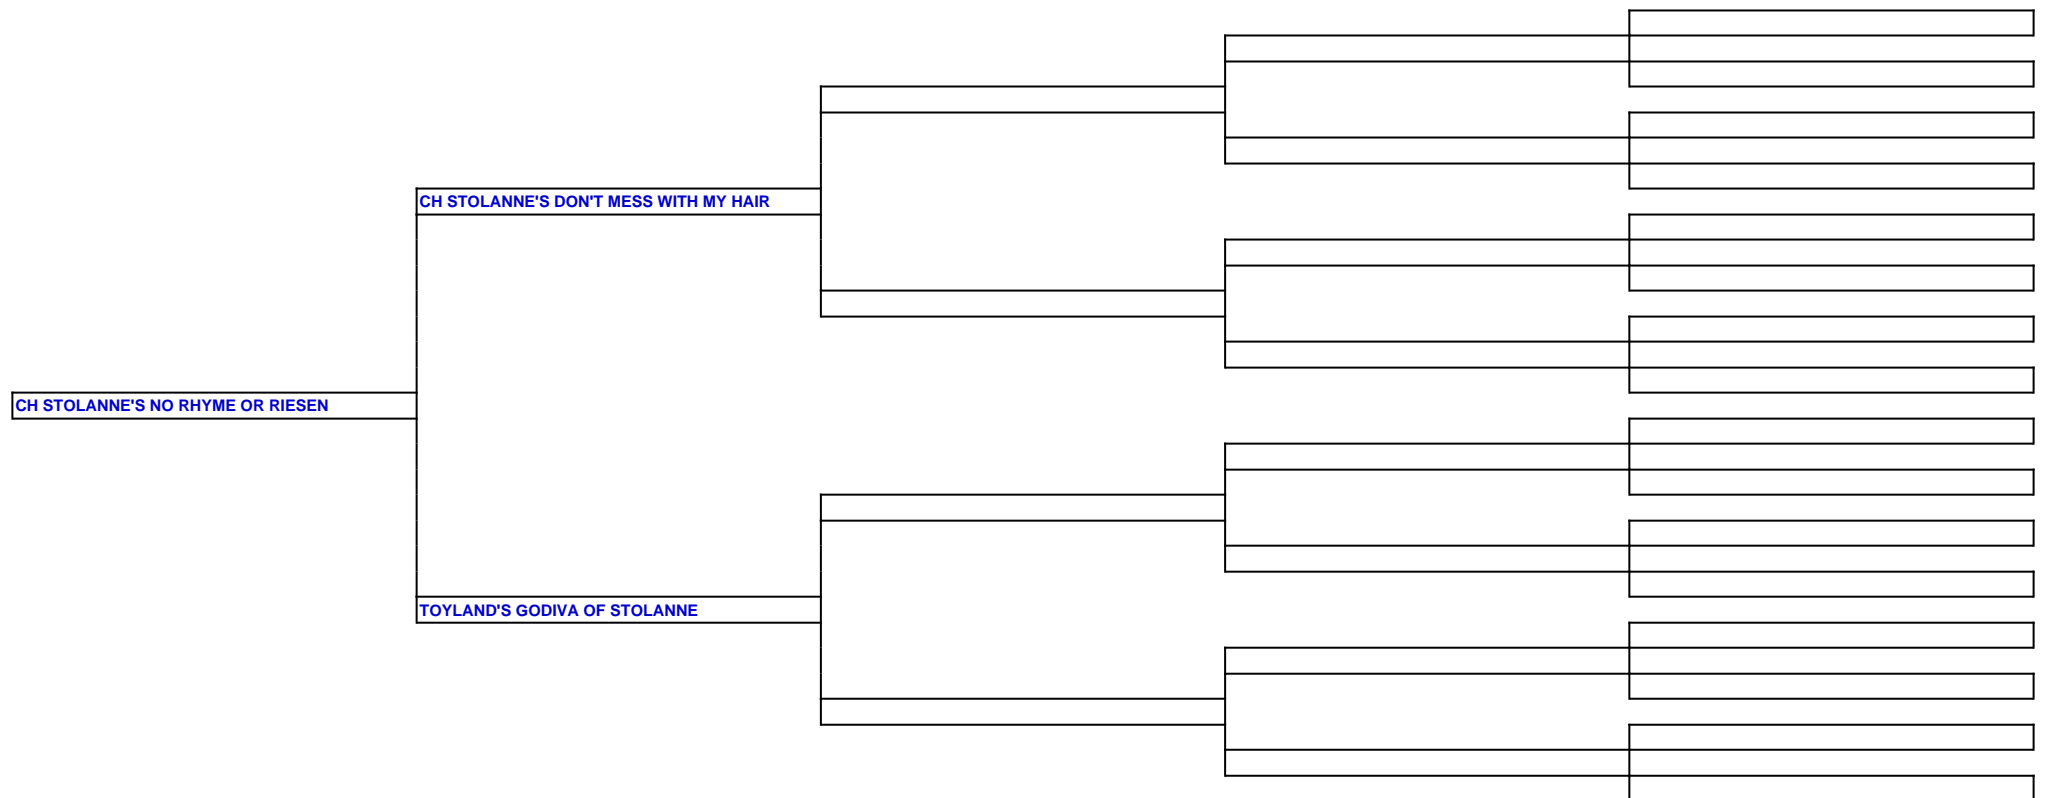 CH STOLANNE'S DON'T MESS WITH MY HAIR
CH STOLANNE'S NO RHYME OR RIESEN
TOYLAND'S GODIVA OF STOLANNE